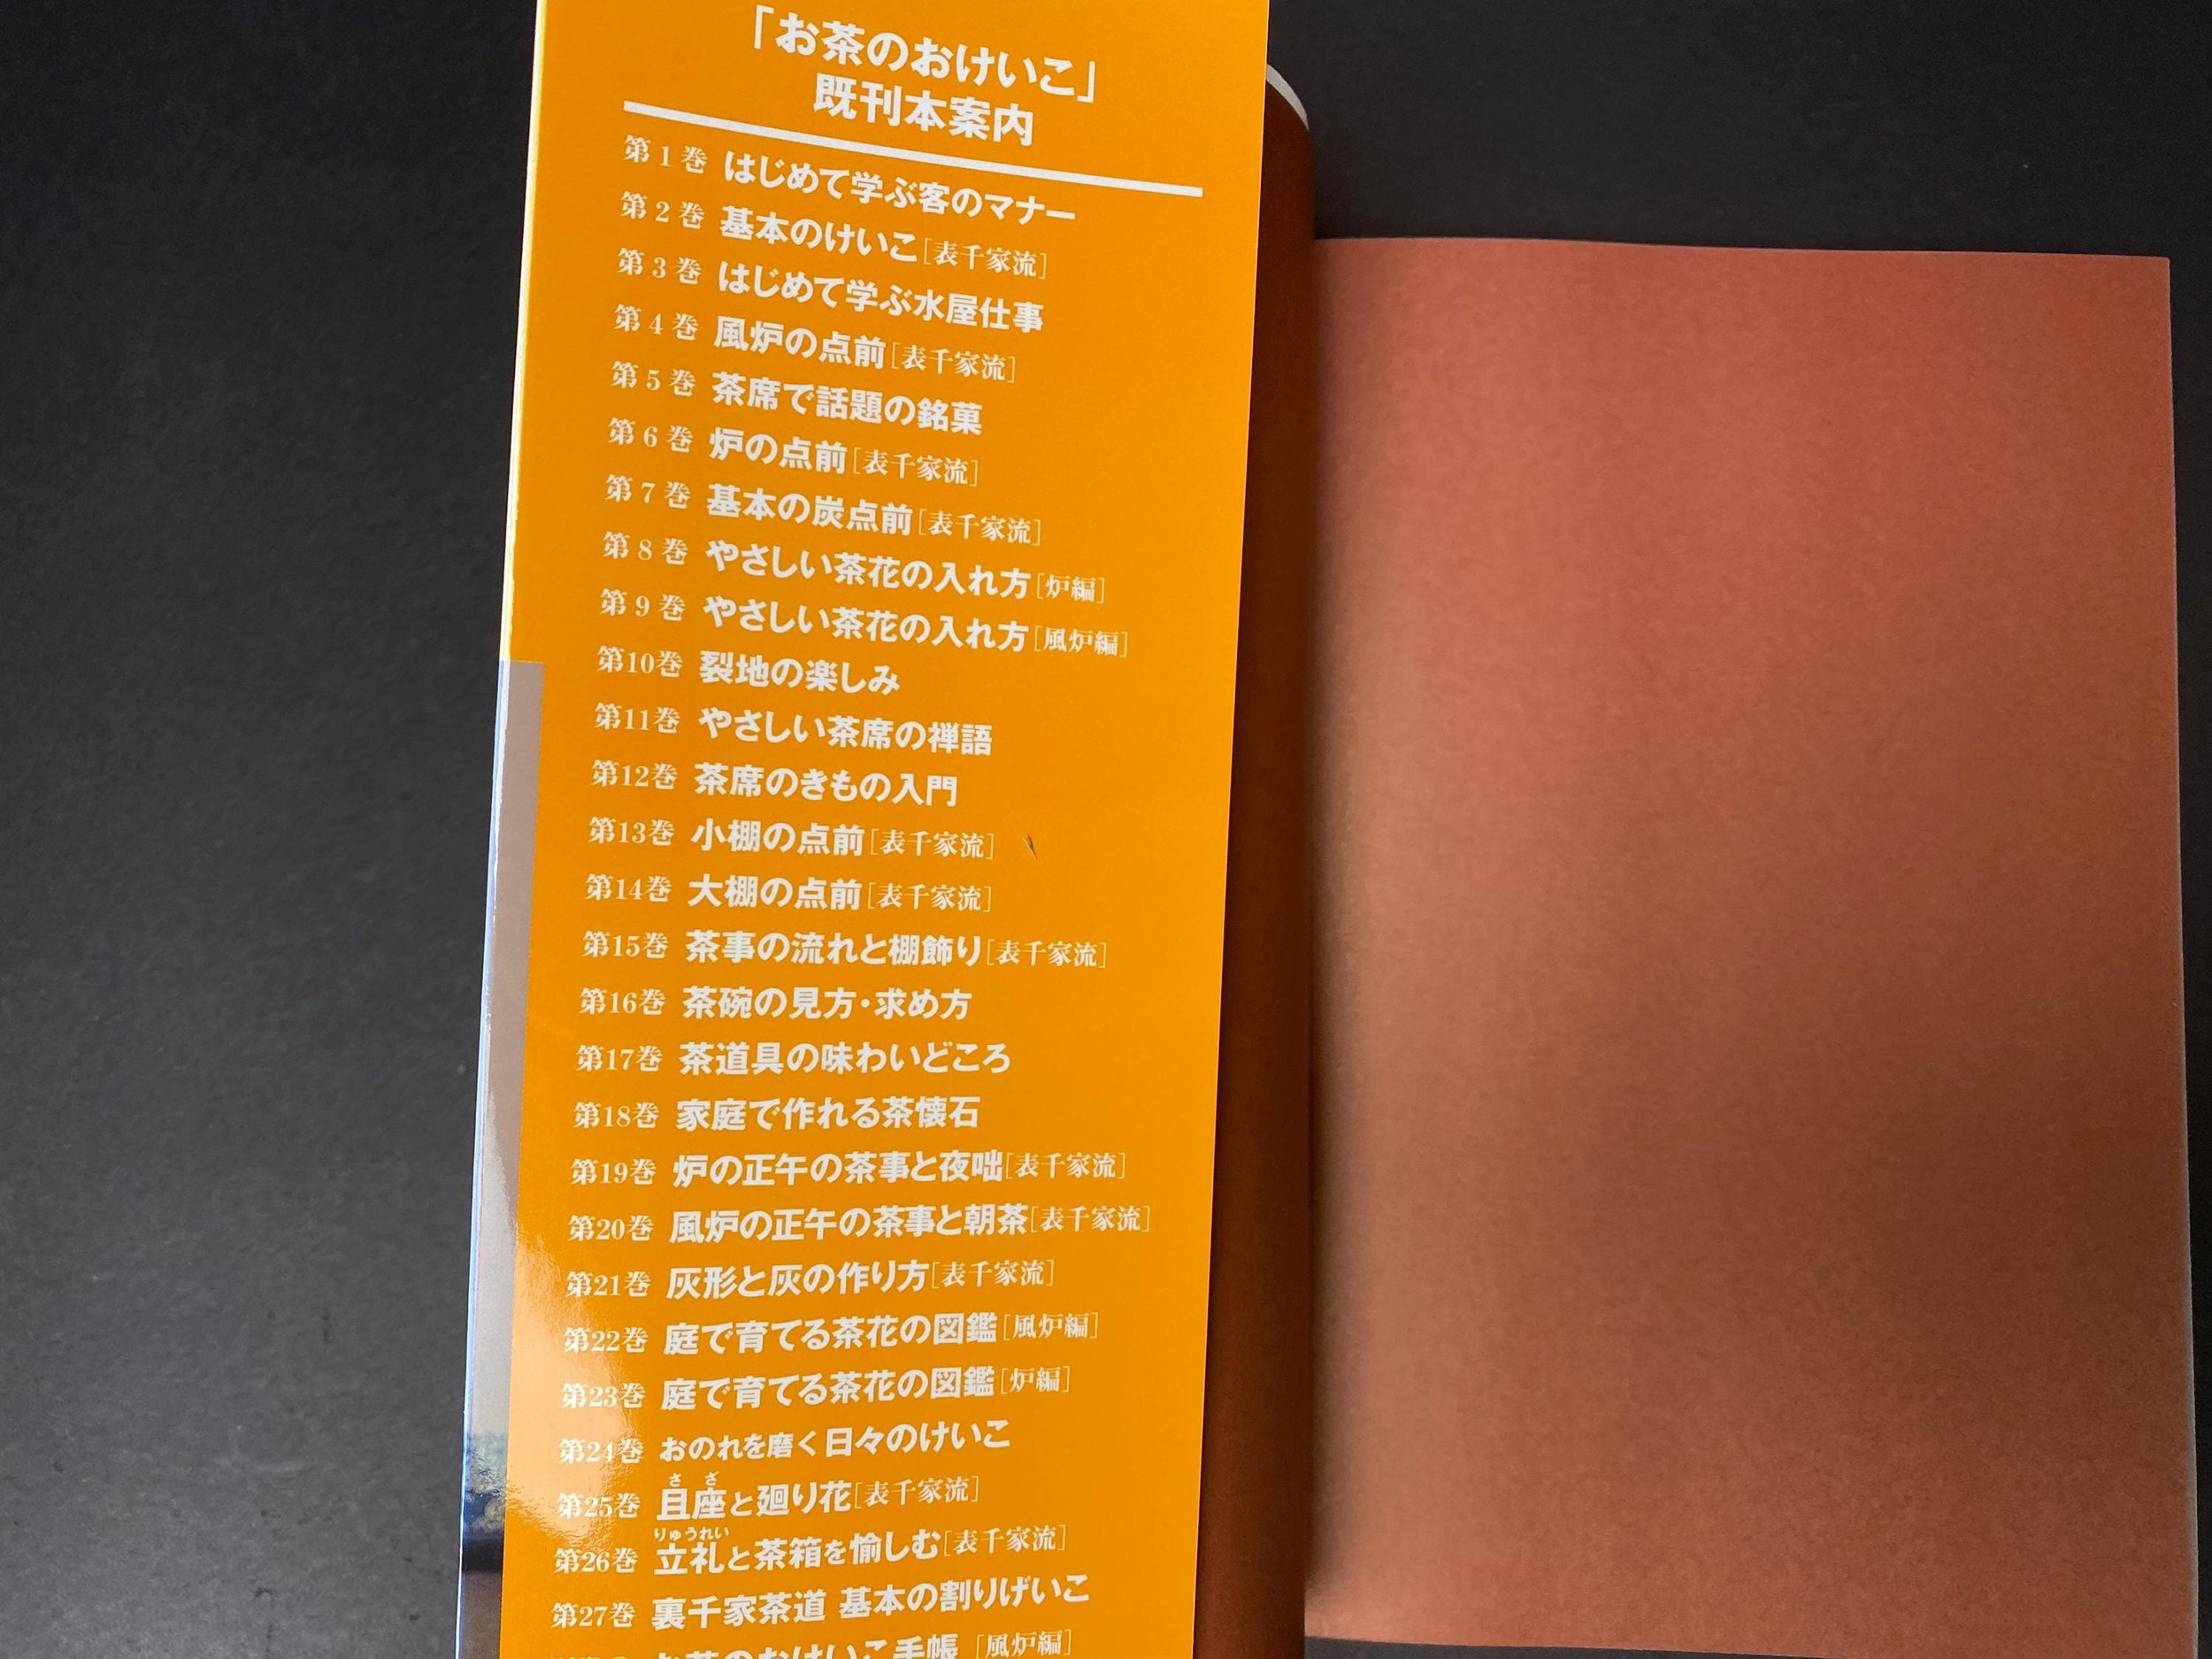 「お茶のおけいこ」
既刊本案内
第1巻 はじめて学ぶ客のマナー
第2巻 基本のけいこ[表千家流]
第3巻 はじめて学ぶ水屋仕事
第4巻 風炉の点前[表千家流]
第5巻 茶席で話題の銘菓
第6巻 炉の点前[表千家流]
第7巻 基本の炭点前[表千家流]
第8巻 やさしい茶花の入れ方[炉編]
第9巻 やさしい茶花の入れ方[風炉編]
第10巻 裂地の楽しみ
第11巻 やさしい茶席の禅語
第12巻 茶席のきもの入門
第13巻 小棚の点前[表千家流]
第14巻 大棚の点前[表千家流]
第15巻 茶事の流れと棚飾り[表千家流]
第16巻 茶碗の見方・求め方
第17巻 茶道具の味わいどころ
第18巻 家庭で作れる茶懐石
第19巻 炉の正午の茶事と夜咄[表千家流]
第20巻 風炉の正午の茶事と朝茶[表千家流]
第21巻 灰形と灰の作り方[表千家流]
第22巻 庭で育てる茶花の図鑑[風炉編]
第23巻 庭で育てる茶花の図鑑[炉編]
第24巻 おのれを磨く日々のけいこ
さざ
第25巻 且座と廻り花[表千家流]
りゅうれい
第26巻 立礼と茶箱を愉しむ[表千家流]
第27巻 裏千家茶道 基本の割りげいこ
お茶のおけいこ手帳 [風炉編]